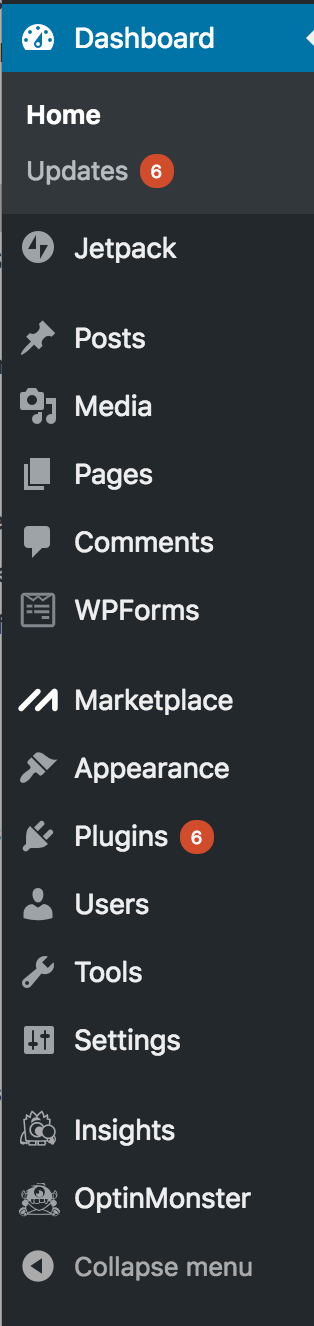 Dashboard
Home
Updates 6
Jetpack
Posts
Media
Pages
Comments
WPForms
Marketplace
Appearance
Plugins 6
Users
Tools
Settings
Insights
OptinMonster
Collapse menu